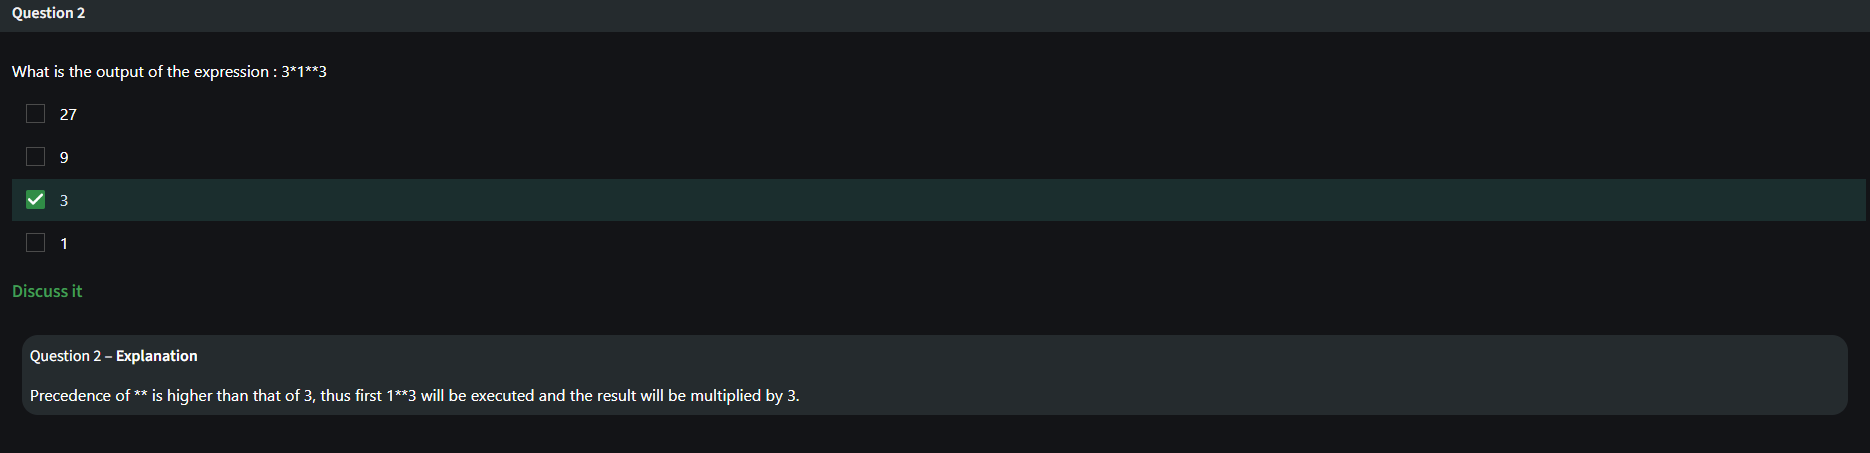 Question 2
What is the output of the expression : 3*1**3
27
9
3
1
Discuss it
Question 2 – Explanation
Precedence of ** is higher than that of 3, thus first 1**3 will be executed and the result will be multiplied by 3.